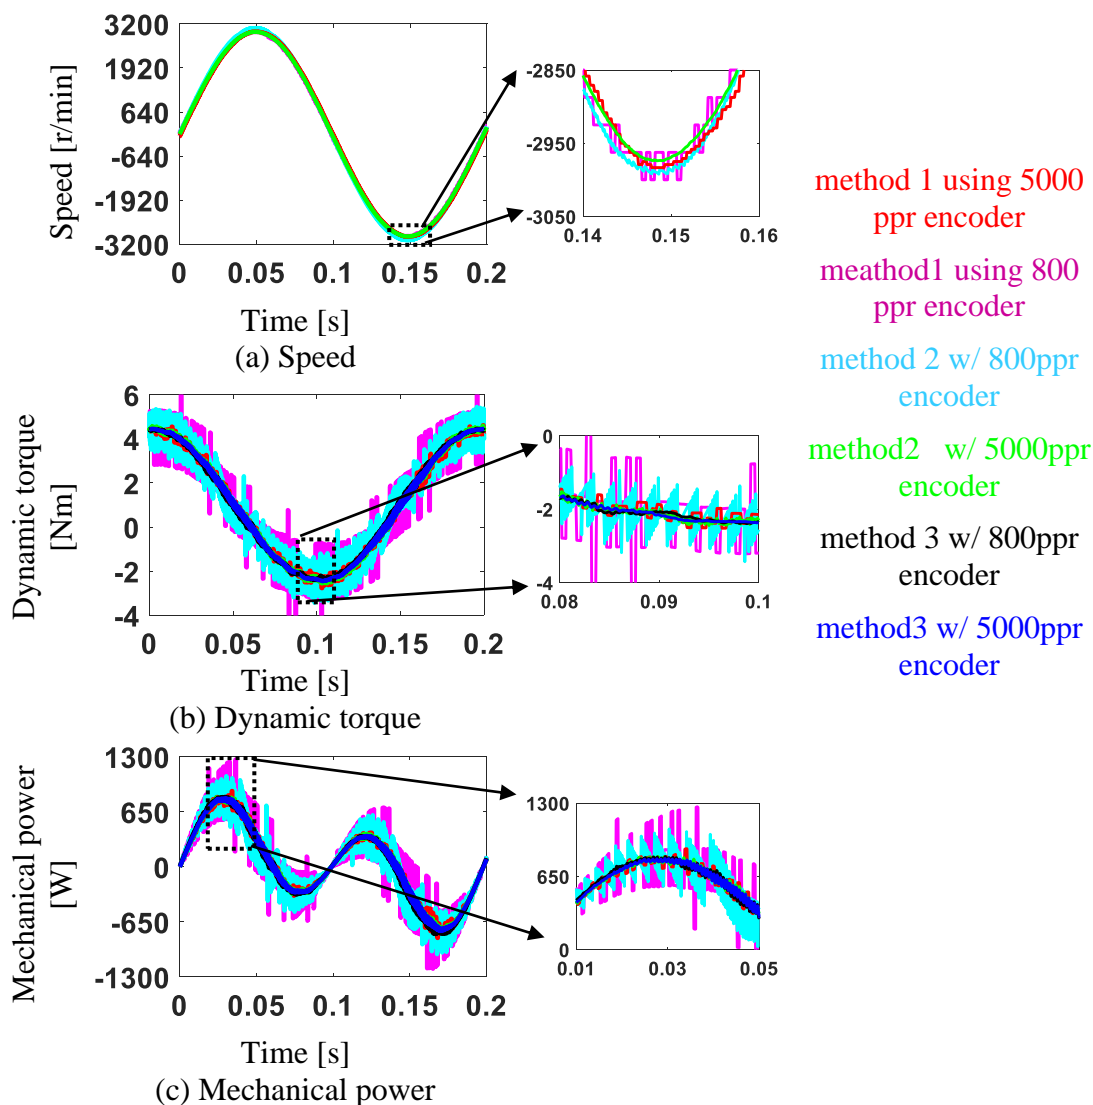 3200
1920
640
-640
-1920
-3200
Speed [r/min]
0 0.05 0.1 0.15 0.2
Time [s]
(a) Speed
-2850
-2950
-3050
0.14 0.15 0.16
method 1 using 5000
ppr encoder
meathod1 using 800
ppr encoder
method 2 w/ 800ppr
encoder
method2 w/ 5000ppr
encoder
method 3 w/ 800ppr
encoder
method3 w/ 5000ppr
encoder
6
4
2
0
-2
-4
Dynamic torque
[Nm]
0 0.05 0.1 0.15 0.2
Time [s]
(b) Dynamic torque
0
-2
-4
0.08 0.09 0.1
1300
650
0
-650
-1300
Mechanical power
[W]
0 0.05 0.1 0.15 0.2
Time [s]
(c) Mechanical power
1300
650
0
0.01 0.03 0.05